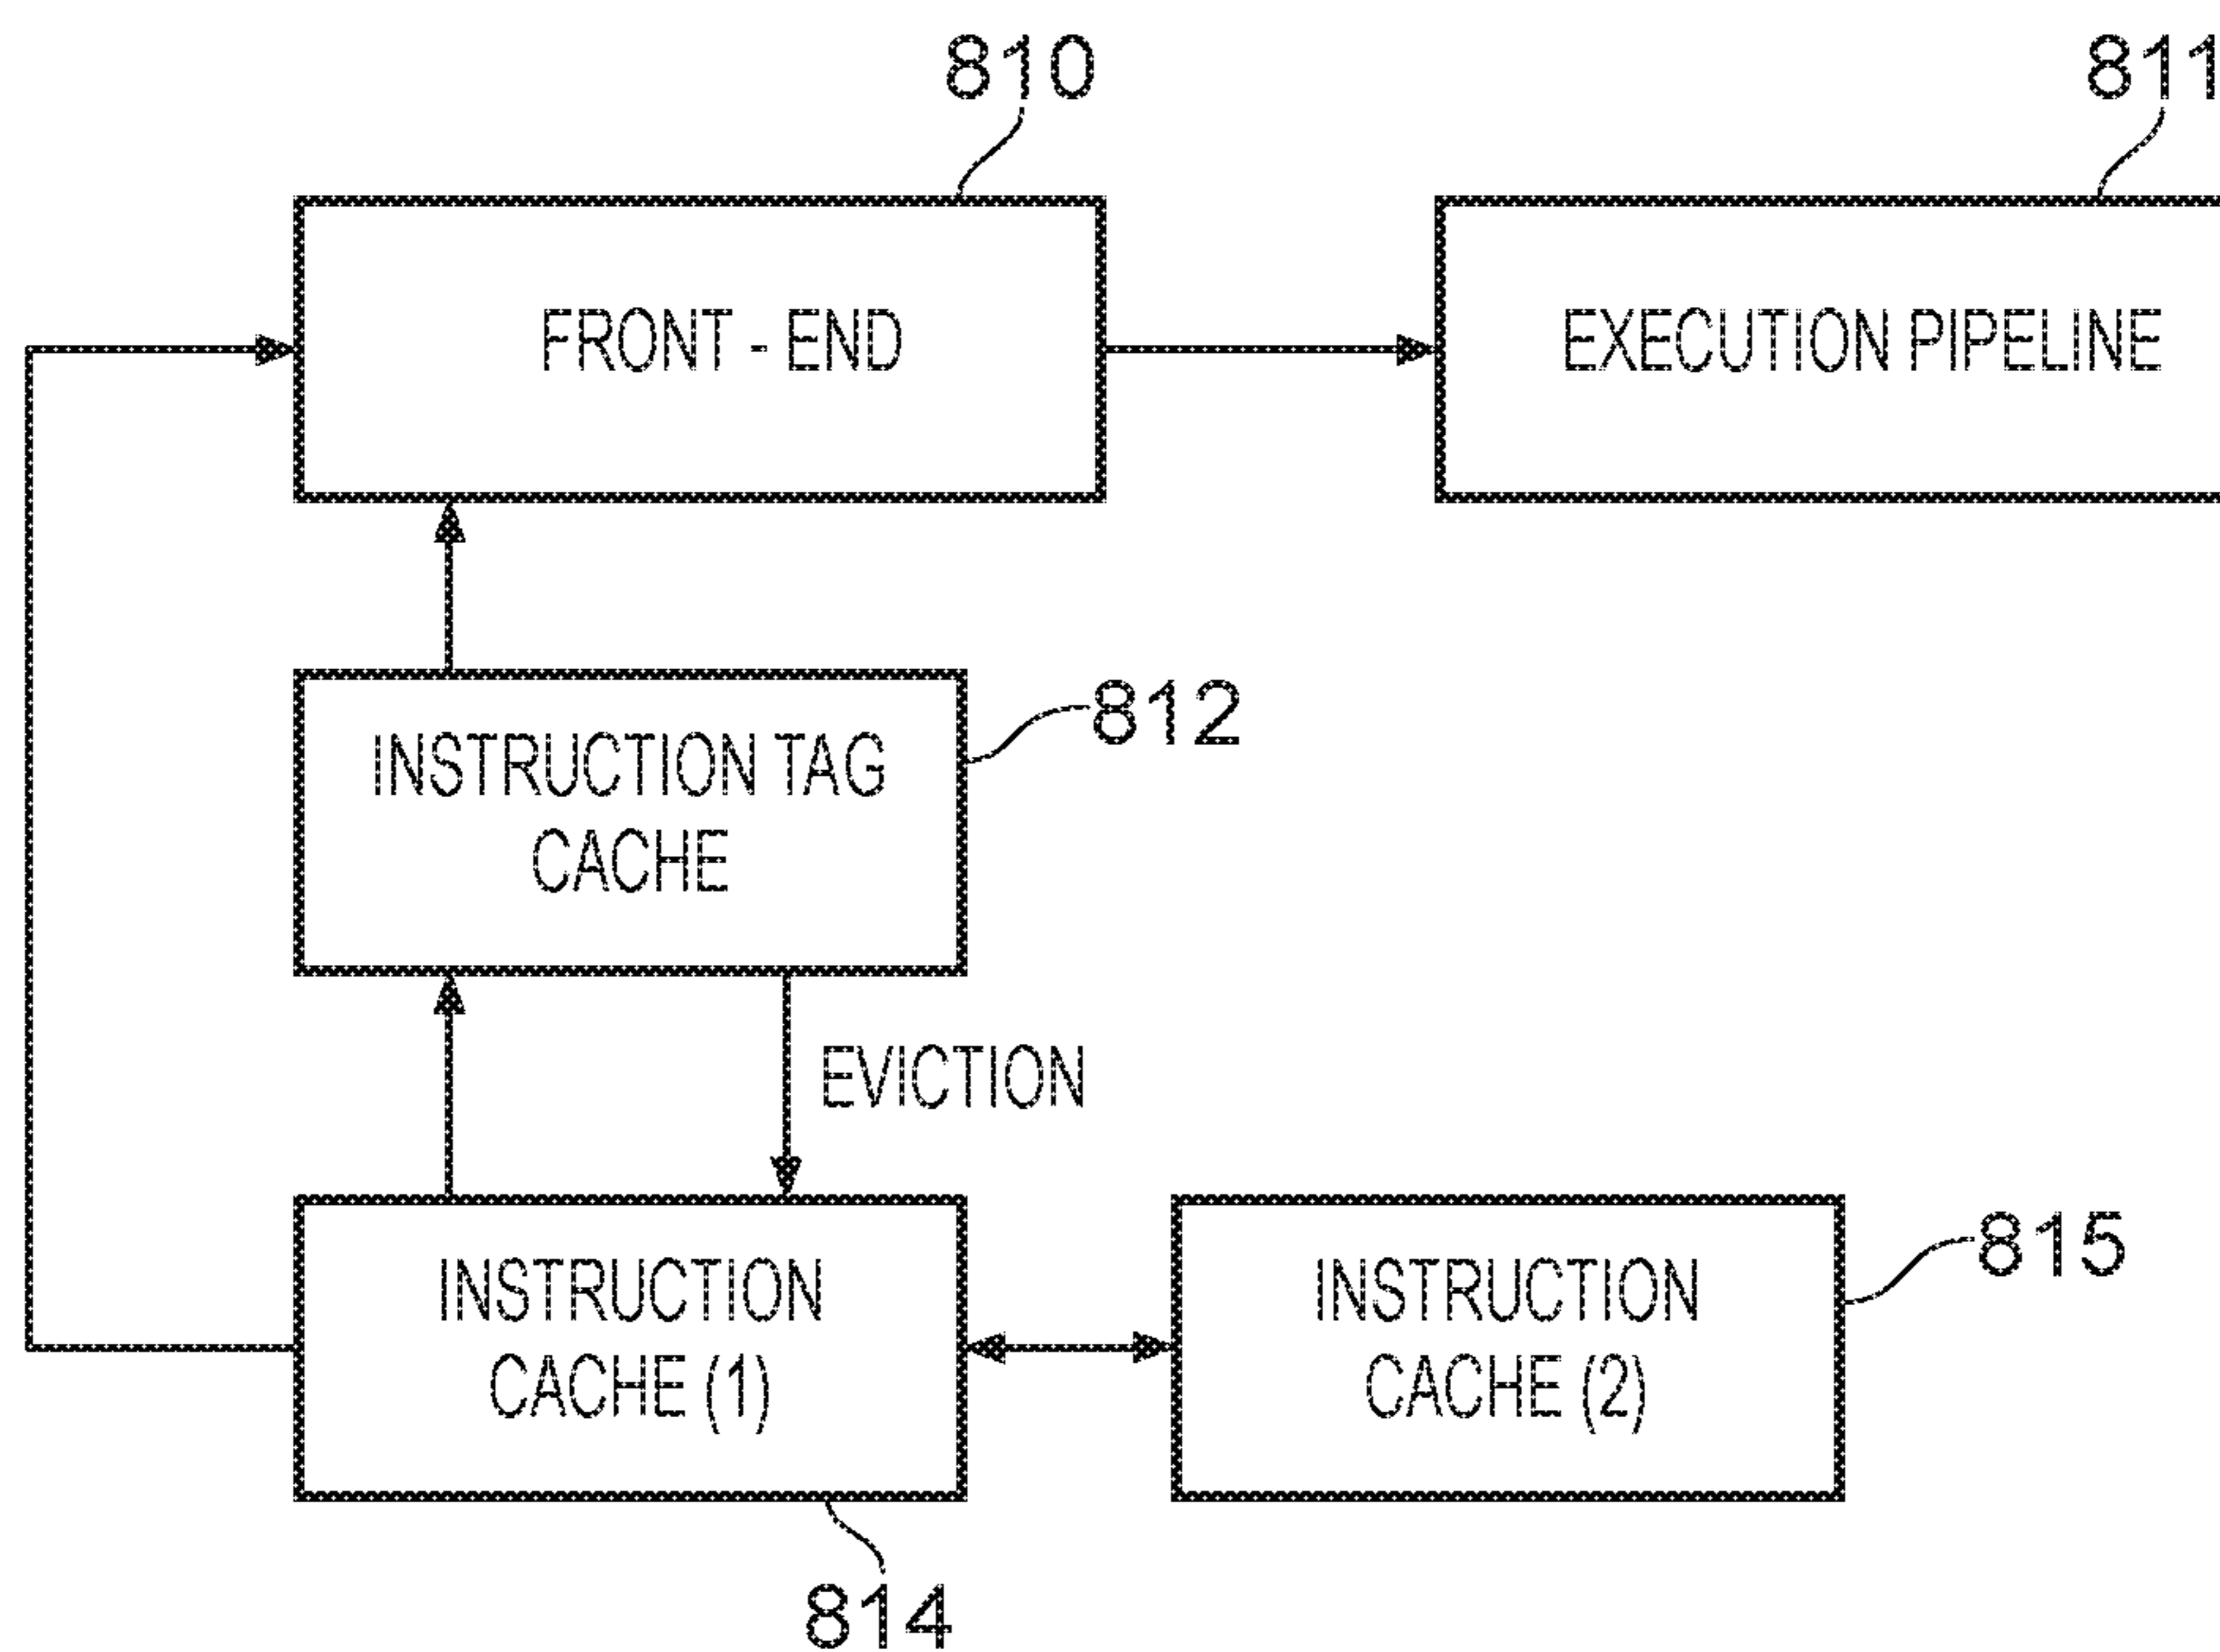 810
811
FRONT - END
EXECUTION PIPELINE
812
INSTRUCTION TAG
CACHE
EVICTION
815
INSTRUCTION
CACHE (1)
INSTRUCTION
CACHE (2)
814